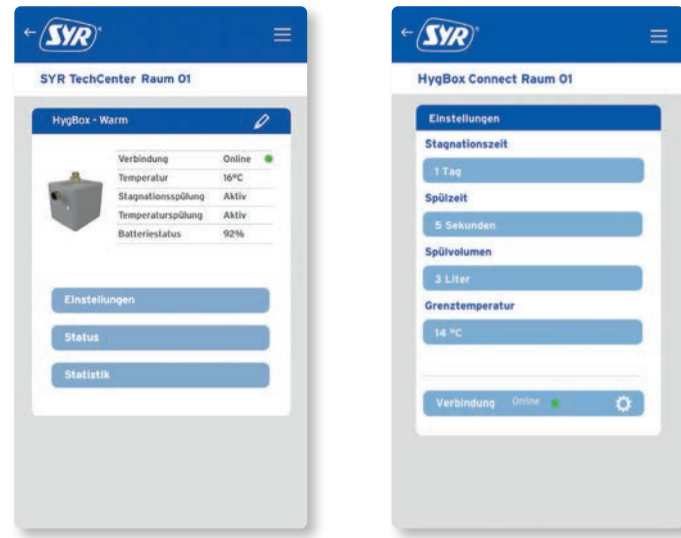 SYR®
SYR TechCenter Raum 01
HygBox - Warm
Verbindung Online
Temperatur 16°C
Stagnationsspülung Aktiv
Temperaturspülung Aktiv
Batteriestatus 92%
Einstellungen
Status
Statistik
SYR®
HygBox Connect Raum 01
Einstellungen
Stagnationszeit
1 Tag
Spülzeit
5 Sekunden
Spülvolumen
3 Liter
Grenztemperatur
14 °C
Verbindung Online